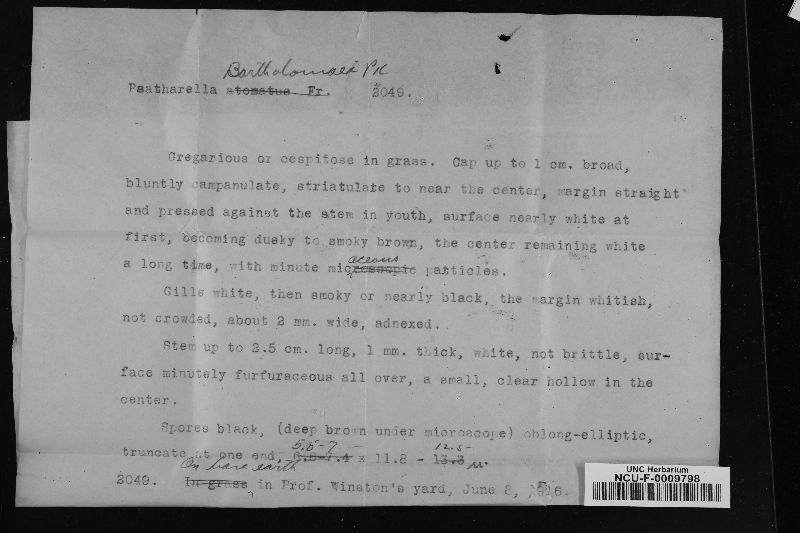 Bartholomaei Pk
Psatharella atomatus Fr. 2049.
Gregarious or cespitose in grass. Cap up to 1 cm. broad,
bluntly campanulate, striatulate to near the center, margin straight
and pressed against the stem in youth, surface nearly white at
first, becoming dusky to smoky brown, the center remaining white
aceous
a long time, with minute microscopic particles.
Gills white, then smoky or nearly black, the margin whitish,
not crowded, about 2 mm. wide, adnexed.
Stem up to 2.5 cm. long, 1 mm. thick, white, not brittle, sur-
face minutely furfuraceous all over, a small, clear hollow in the
center.
Spores black, (deep brown under microscope) oblong-elliptic,
5.5-7 12.5
truncate at one end, x 11.8 - 13.3 µ.
On bare earth
2049. In grass in Prof. Winston's yard, June 8, 1916.
UNC Herbarium
NCU-F-0009798